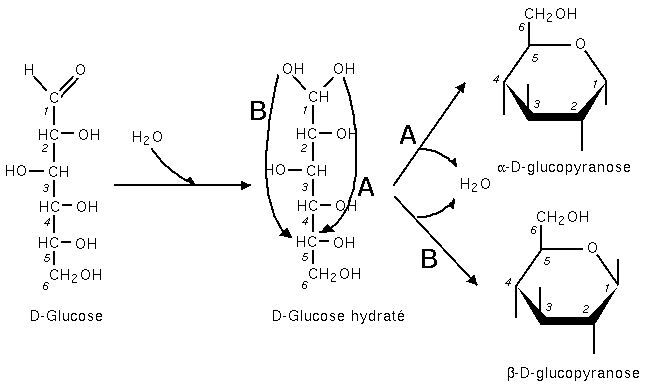 H O
1
HC OH
2
HO CH
3
HC OH
4
HC OH
5
CH2OH
6
D-Glucose
H2O
OH OH
CH
1
HC OH
2
HO CH
3
HC OH
4
HC OH
5
CH2OH
6
B
A
D-Glucose hydraté
A
H2O
B
CH2OH
6
5
O
4
1
3
2
α-D-glucopyranose
CH2OH
6
5
O
4
1
3
2
β-D-glucopyranose